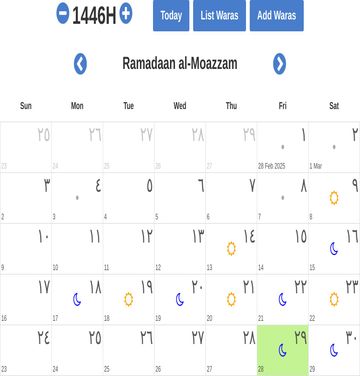 1446H Today List Waras Add Waras
Ramadaan al-Moazzam
Sun Mon Tue Wed Thu Fri Sat
٢٥ ٢٦ ٢٧ ٢٨ ٢٩ ١ ٢
23 24 25 26 27 28 Feb 2025 1 Mar
٣ ٤ ٥ ٦ ٧ ٨ ٩
2 3 4 5 6 7 8
١٠ ١١ ١٢ ١٣ ١٤ ١٥ ١٦
9 10 11 12 13 14 15
١٧ ١٨ ١٩ ٢٠ ٢١ ٢٢ ٢٣
16 17 18 19 20 21 22
٢٤ ٢٥ ٢٦ ٢٧ ٢٨ ٢٩ ٣٠
23 24 25 26 27 28 29